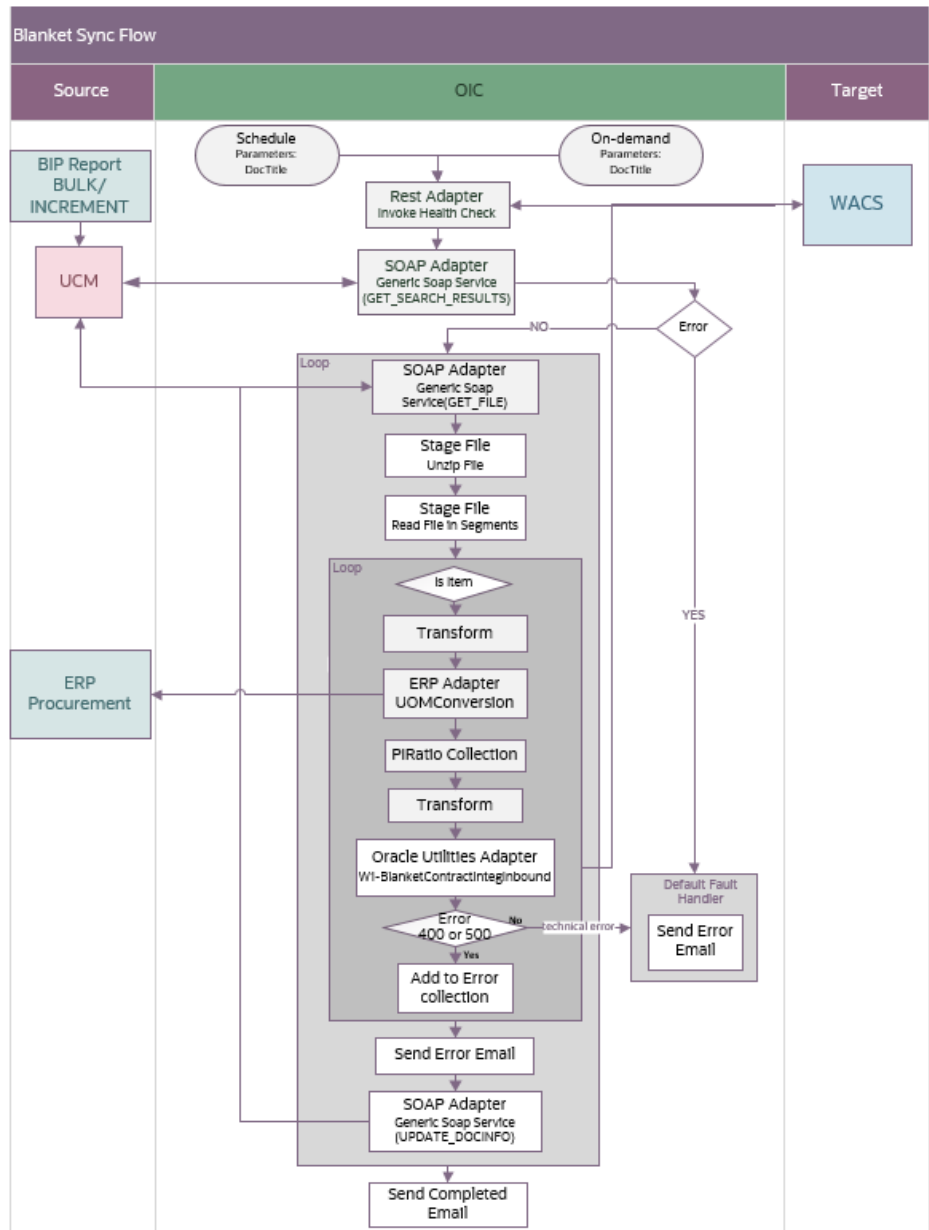 Blanket Sync Flow
Source
OIC
Target
Schedule
Parameters:
DocTitle
On-demand
Parameters:
DocTitle
BIP Report
BULK/
INCREMENT
Rest Adapter
Invoke Health Check
WACS
UCM
SOAP Adapter
Generic Soap Service
(GET_SEARCH_RESULTS)
Error
NO
Loop
SOAP Adapter
Generic Soap
Service(GET_FILE)
Stage File
Unzip File
Stage File
Read File in Segments
Loop
Is Item
YES
Transform
ERP
Procurement
ERP Adapter
UOMConversion
PIRatio Collection
Transform
Oracle Utilities Adapter
W1-BlanketContractIntegInbound
Default Fault
Handler
Send Error
Email
Error
400 or 500
No
technical error
Yes
Add to Error
collection
Send Error Email
SOAP Adapter
Generic Soap Service
(UPDATE_DOCINFO)
Send Completed
Email